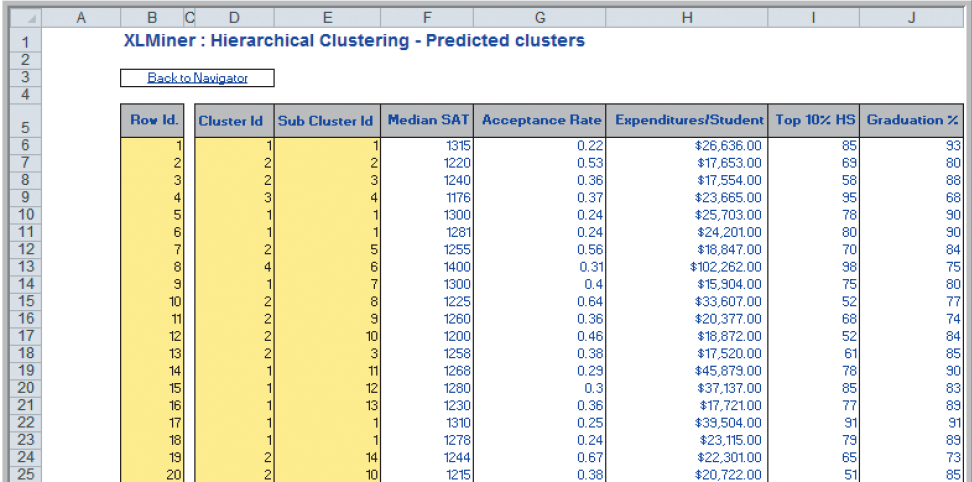 A B C D E F G H I J
1 XLMiner : Hierarchical Clustering - Predicted clusters
2
3 Back to Navigator
4
5 Row Id. Cluster Id Sub Cluster Id Median SAT Acceptance Rate Expenditures/Student Top 10% HS Graduation %
6 1 1 1 1315 0.22 $26,636.00 85 93
7 2 2 2 1220 0.53 $17,653.00 69 80
8 3 2 3 1240 0.36 $17,554.00 58 88
9 4 3 4 1176 0.37 $23,665.00 95 68
10 5 1 1 1300 0.24 $25,703.00 78 90
11 6 1 1 1281 0.24 $24,201.00 80 90
12 7 2 5 1255 0.56 $18,847.00 70 84
13 8 4 6 1400 0.31 $102,262.00 98 75
14 9 1 7 1300 0.4 $15,904.00 75 80
15 10 2 8 1225 0.64 $33,607.00 52 77
16 11 2 9 1260 0.36 $20,377.00 68 74
17 12 2 10 1200 0.46 $18,872.00 52 84
18 13 2 3 1258 0.38 $17,520.00 61 85
19 14 1 11 1268 0.29 $45,879.00 78 90
20 15 1 12 1280 0.3 $37,137.00 85 83
21 16 1 13 1230 0.36 $17,721.00 77 89
22 17 1 1 1310 0.25 $39,504.00 91 91
23 18 1 1 1278 0.24 $23,115.00 79 89
24 19 2 14 1244 0.67 $22,301.00 65 73
25 20 2 10 1215 0.38 $20,722.00 51 85